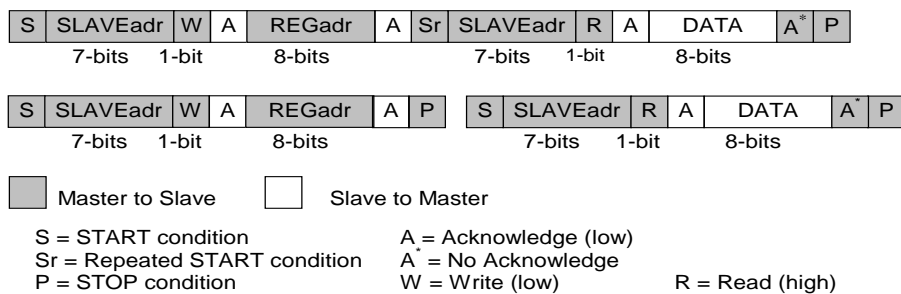 S SLAVEadr W A REGadr A Sr SLAVEadr R A DATA A* P
7-bits 1-bit 8-bits 7-bits 1-bit 8-bits
S SLAVEadr W A REGadr A P S SLAVEadr R A DATA A* P
7-bits 1-bit 8-bits 7-bits 1-bit 8-bits
Master to Slave Slave to Master
S = START condition A = Acknowledge (low)
Sr = Repeated START condition A* = No Acknowledge
P = STOP condition W = Write (low) R = Read (high)